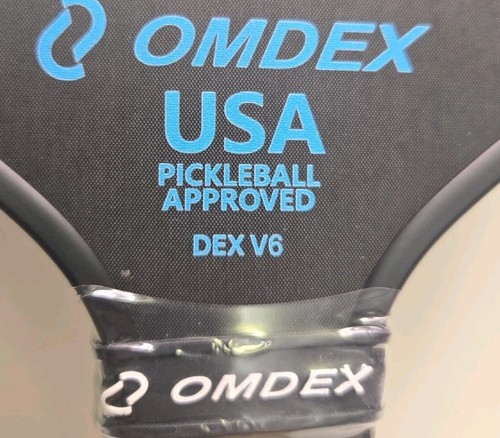 OMDEX
USA
PICKLEBALL
APPROVED
DEX V6
OMDEX